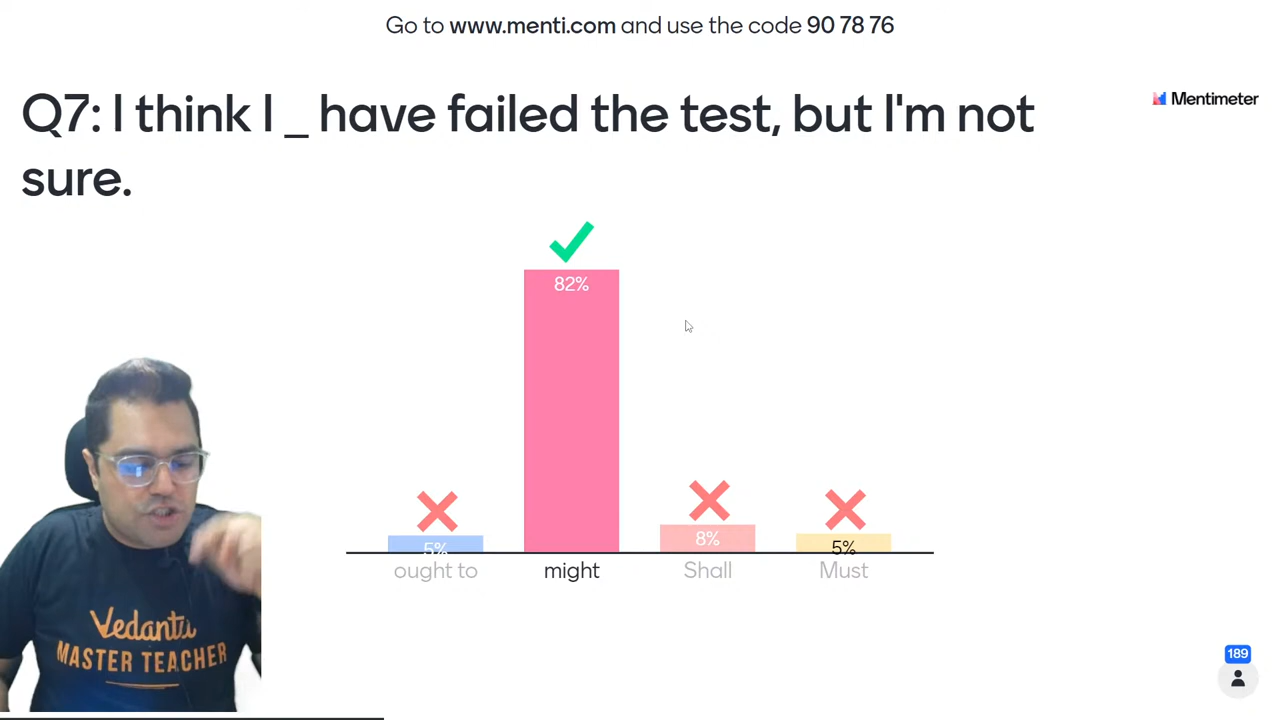 Go to www.menti.com and use the code 90 78 76
Q7: I think I _ have failed the test, but I'm not
sure.
Mentimeter
82%
5%
8%
5%
ought to
might
Shall
Must
Vedantu
MASTER TEACHER
189